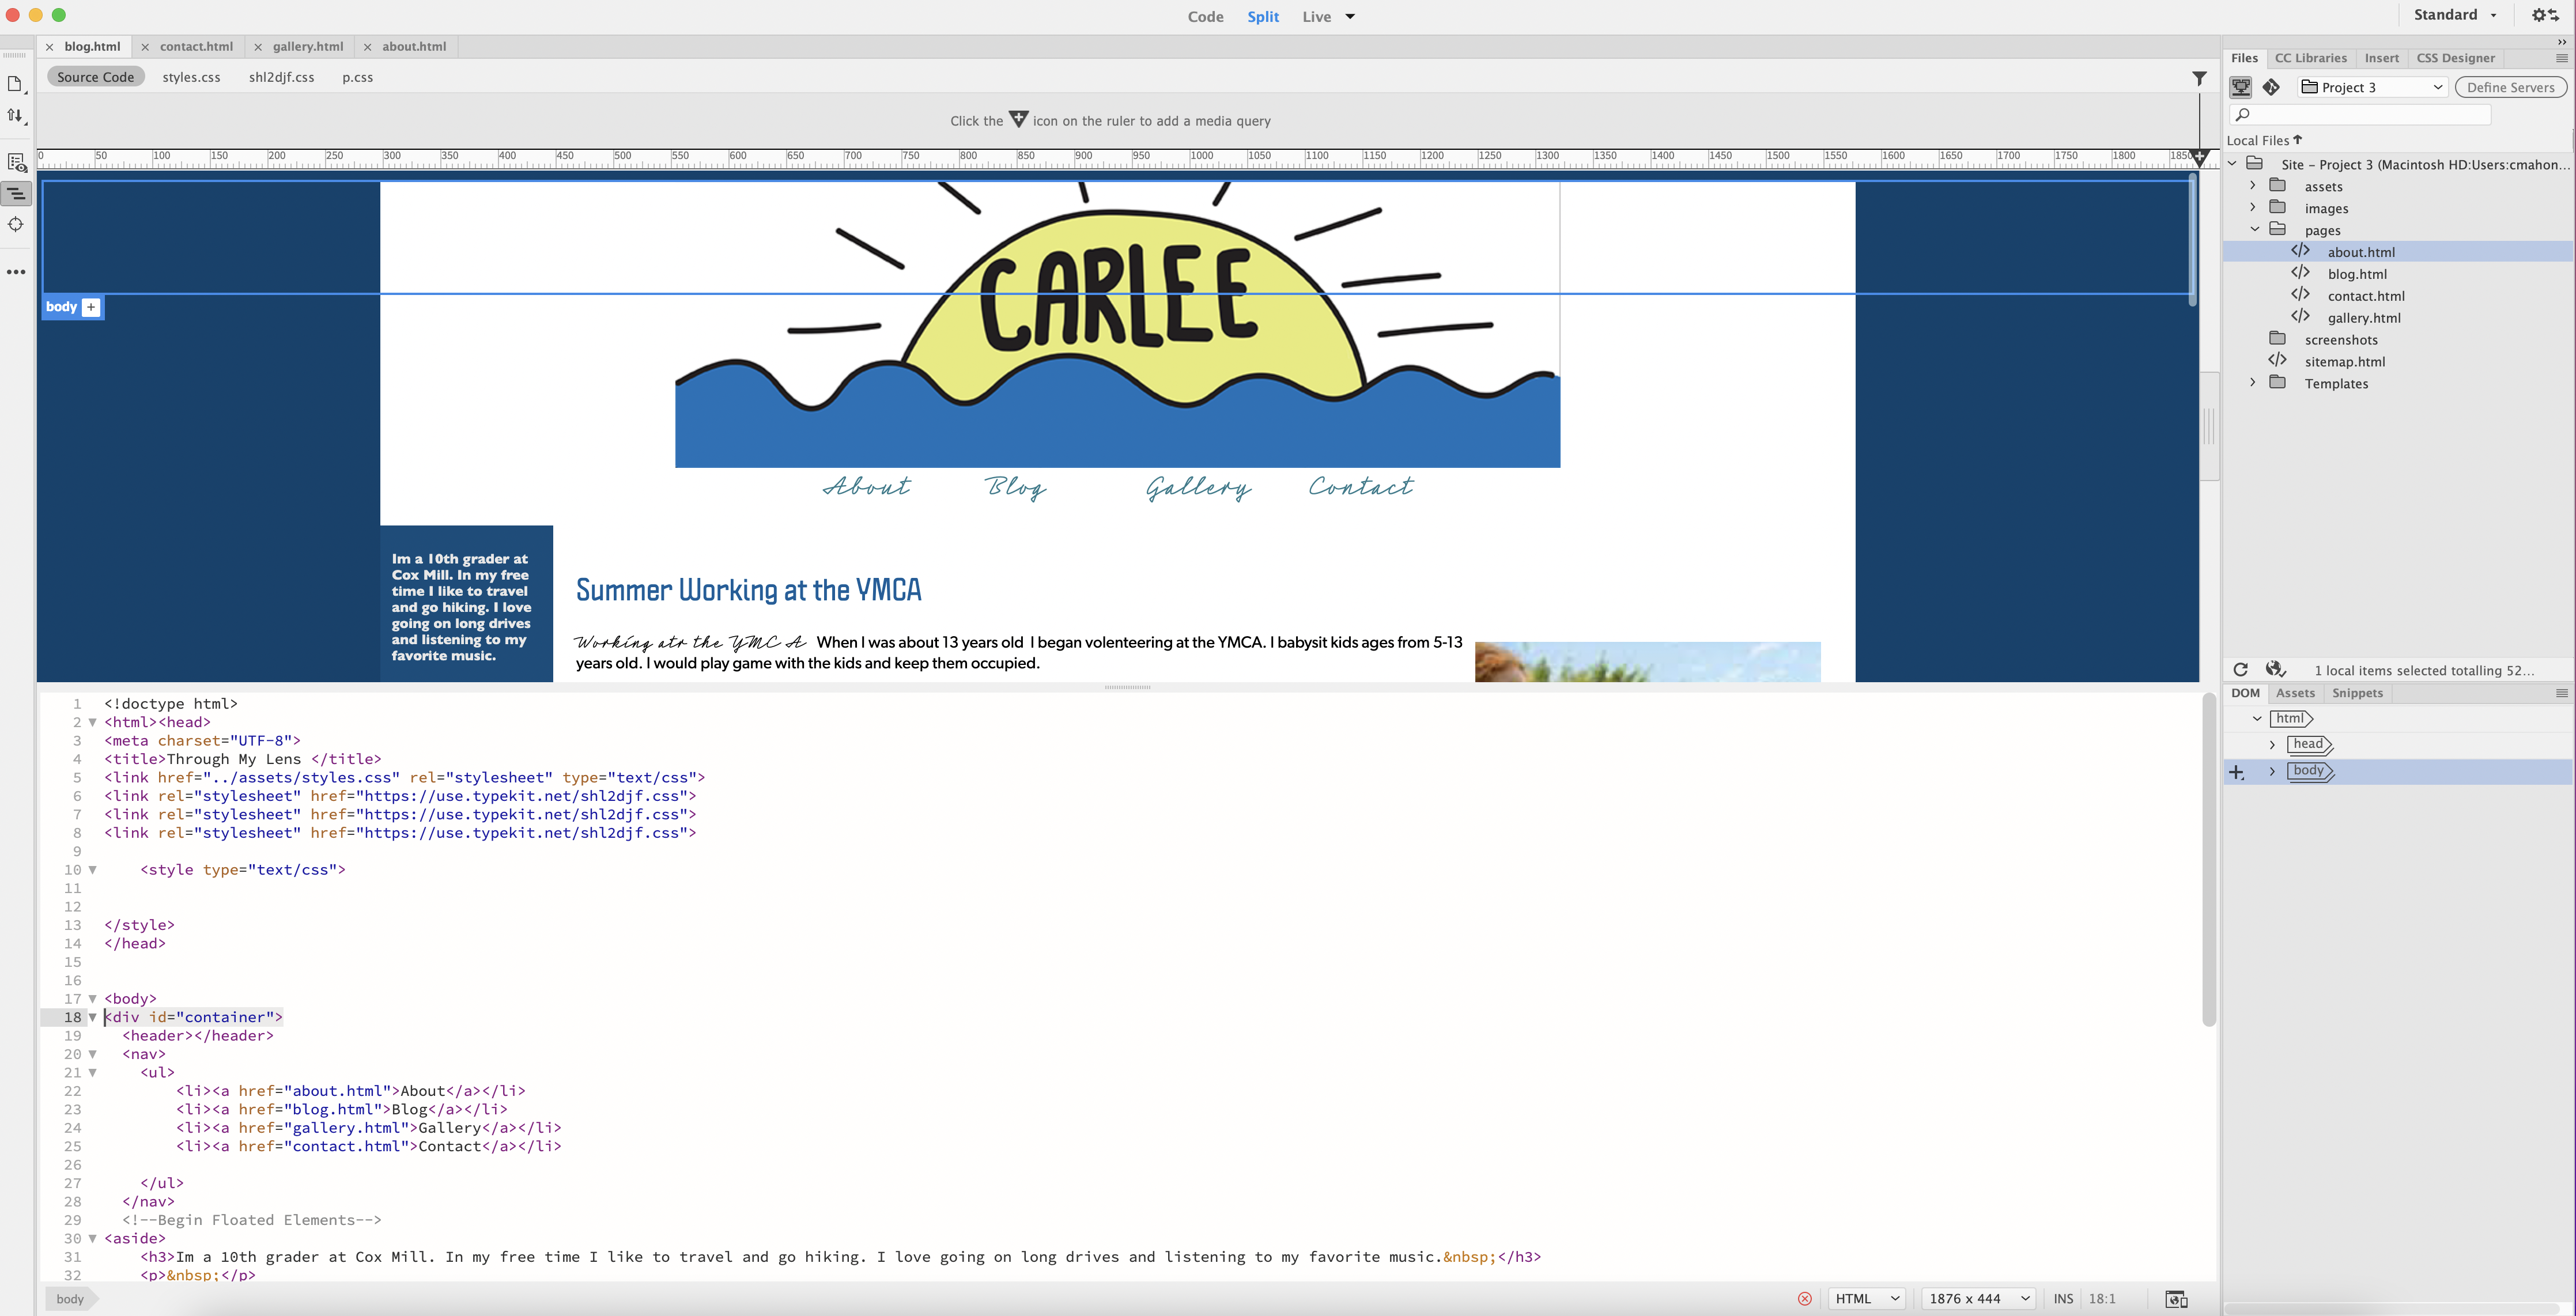 Code Split Live
Standard
blog.html contact.html gallery.html about.html
Source Code styles.css shl2djf.css p.css
Click the icon on the ruler to add a media query
0 50 100 150 200 250 300 350 400 450 500 550 600 650 700 750 800 850 900 950 1000 1050 1100 1150 1200 1250 1300 1350 1400 1450 1500 1550 1600 1650 1700 1750 1800 1850
CARLEE
body +
About Blog Gallery Contact
Im a 10th grader at
Cox Mill. In my free
time I like to travel
and go hiking. I love
going on long drives
and listening to my
favorite music.
Summer Working at the YMCA
Working atr the YMC A When I was about 13 years old I began volenteering at the YMCA. I babysit kids ages from 5-13
years old. I would play game with the kids and keep them occupied.
1 <!doctype html>
2 <html><head>
3 <meta charset="UTF-8">
4 <title>Through My Lens </title>
5 <link href="../assets/styles.css" rel="stylesheet" type="text/css">
6 <link rel="stylesheet" href="https://use.typekit.net/shl2djf.css">
7 <link rel="stylesheet" href="https://use.typekit.net/shl2djf.css">
8 <link rel="stylesheet" href="https://use.typekit.net/shl2djf.css">
9
10 <style type="text/css">
11
12
13 </style>
14 </head>
15
16
17 <body>
18 <div id="container">
19 <header></header>
20 <nav>
21 <ul>
22 <li><a href="about.html">About</a></li>
23 <li><a href="blog.html">Blog</a></li>
24 <li><a href="gallery.html">Gallery</a></li>
25 <li><a href="contact.html">Contact</a></li>
26
27 </ul>
28 </nav>
29 <!--Begin Floated Elements-->
30 <aside>
31 <h3>Im a 10th grader at Cox Mill. In my free time I like to travel and go hiking. I love going on long drives and listening to my favorite music.&nbsp;</h3>
32 <p>&nbsp;</p>
body
HTML 1876 x 444 INS 18:1
Files CC Libraries Insert CSS Designer
Project 3 Define Servers
Local Files
Site – Project 3 (Macintosh HD:Users:cmahon...
assets
images
pages
about.html
blog.html
contact.html
gallery.html
screenshots
sitemap.html
Templates
1 local items selected totalling 52...
DOM Assets Snippets
html
head
body